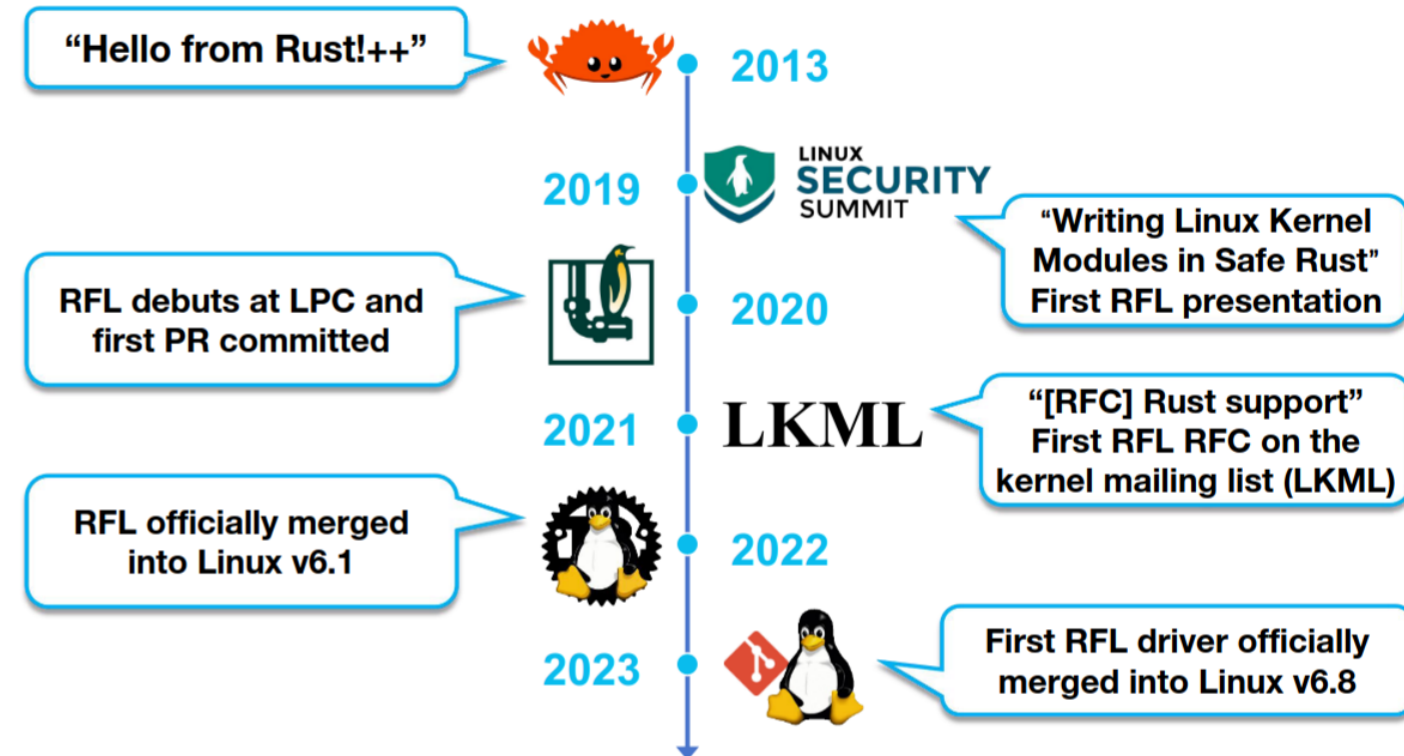 “Hello from Rust!++”
2013
2019
LINUX
SECURITY
SUMMIT
“Writing Linux Kernel
Modules in Safe Rust”
First RFL presentation
RFL debuts at LPC and
first PR committed
2020
2021
LKML
“[RFC] Rust support”
First RFL RFC on the
kernel mailing list (LKML)
RFL officially merged
into Linux v6.1
2022
2023
First RFL driver officially
merged into Linux v6.8